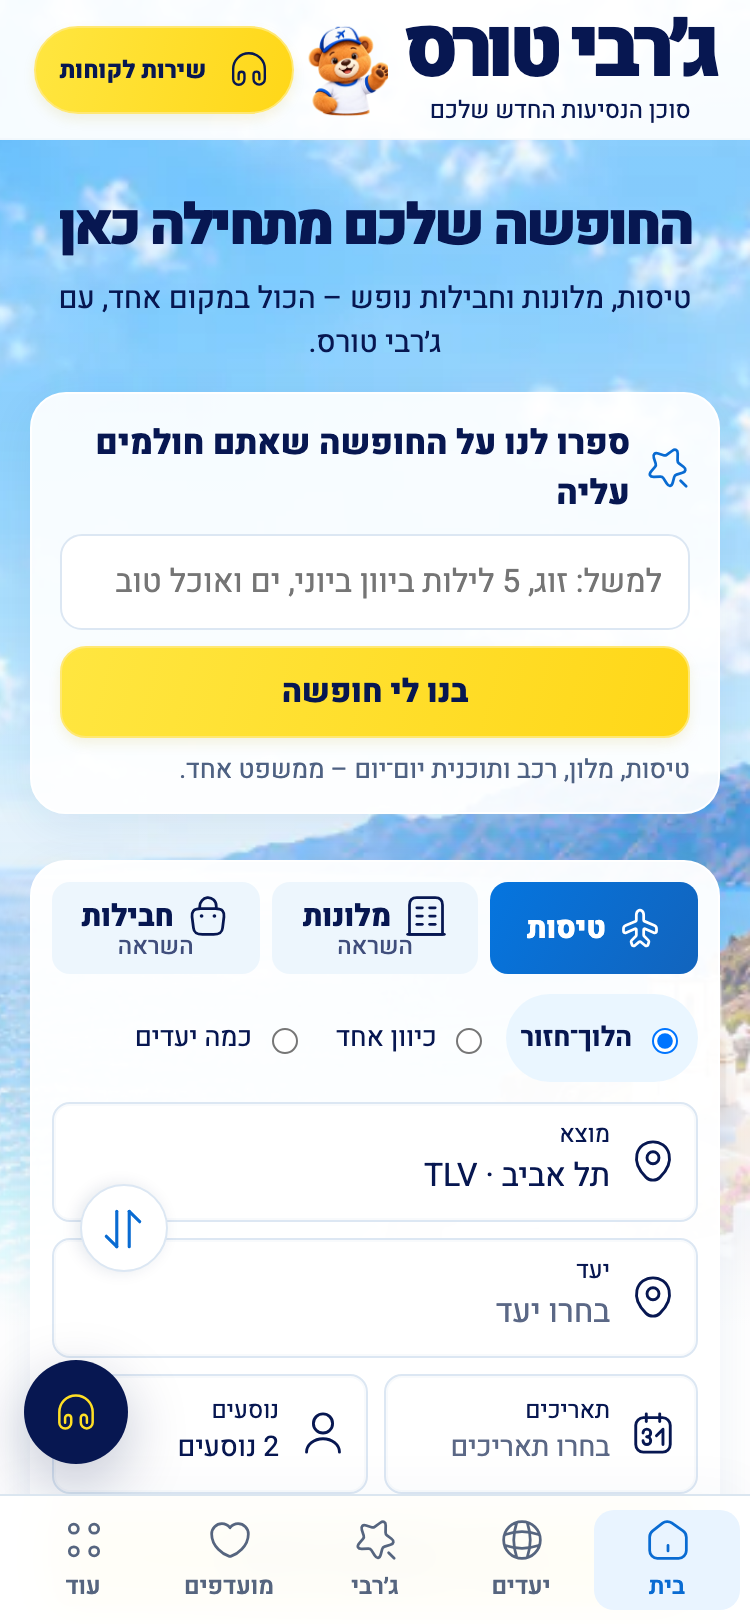 ג׳רבי טורס
סוכן הנסיעות החדש שלכם
שירות לקוחות
החופשה שלכם מתחילה כאן
טיסות, מלונות וחבילות נופש – הכול במקום אחד, עם
ג׳רבי טורס.
ספרו לנו על החופשה שאתם חולמים
עליה
למשל: זוג, 5 לילות ביוון ביוני, ים ואוכל טוב
בנו לי חופשה
טיסות, מלון, רכב ותוכנית יום־יום – ממשפט אחד.
טיסות
מלונות
השראה
חבילות
השראה
הלוך־חזור
כיוון אחד
כמה יעדים
מוצא
תל אביב · TLV
יעד
בחרו יעד
תאריכים
בחרו תאריכים
31
נוסעים
2 נוסעים
בית
יעדים
ג׳רבי
מועדפים
עוד